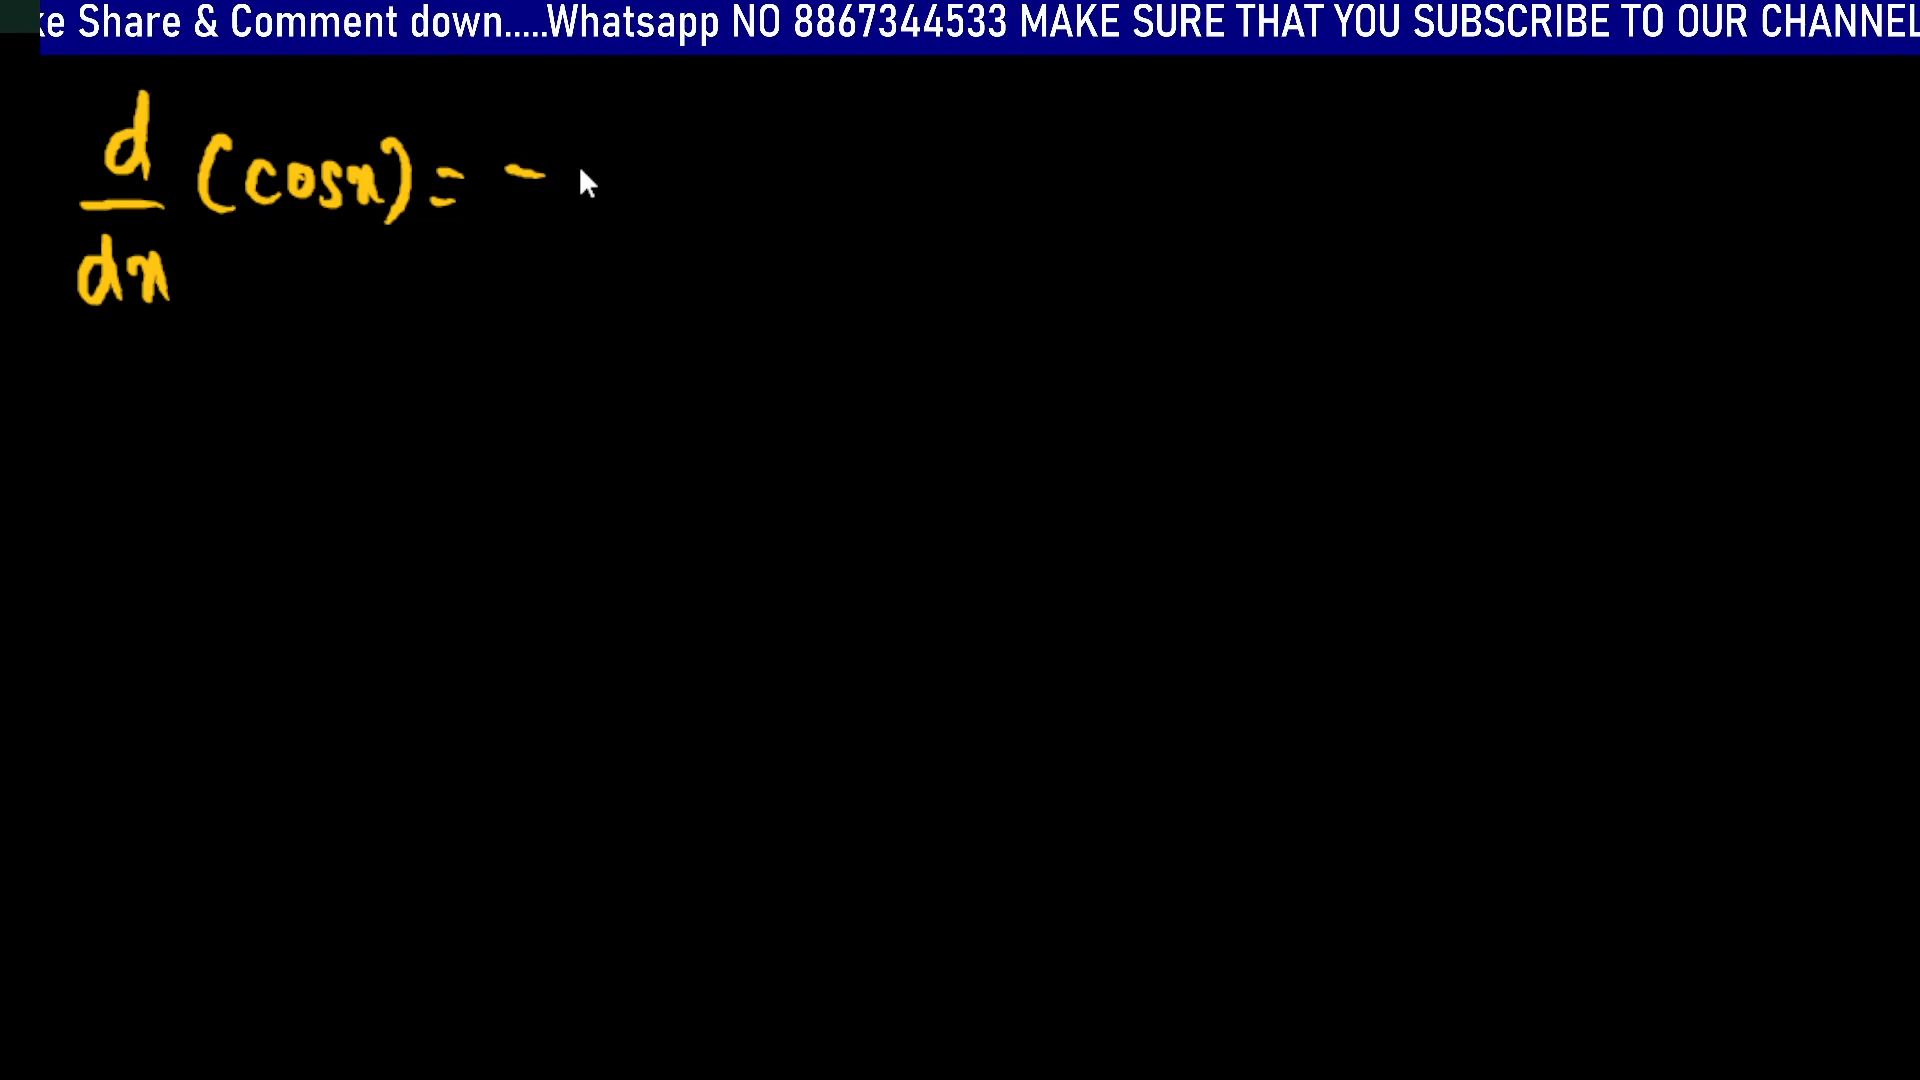 ke Share & Comment down.....Whatsapp NO 8867344533 MAKE SURE THAT YOU SUBSCRIBE TO OUR CHANNEL
d/dx (cosx) = -